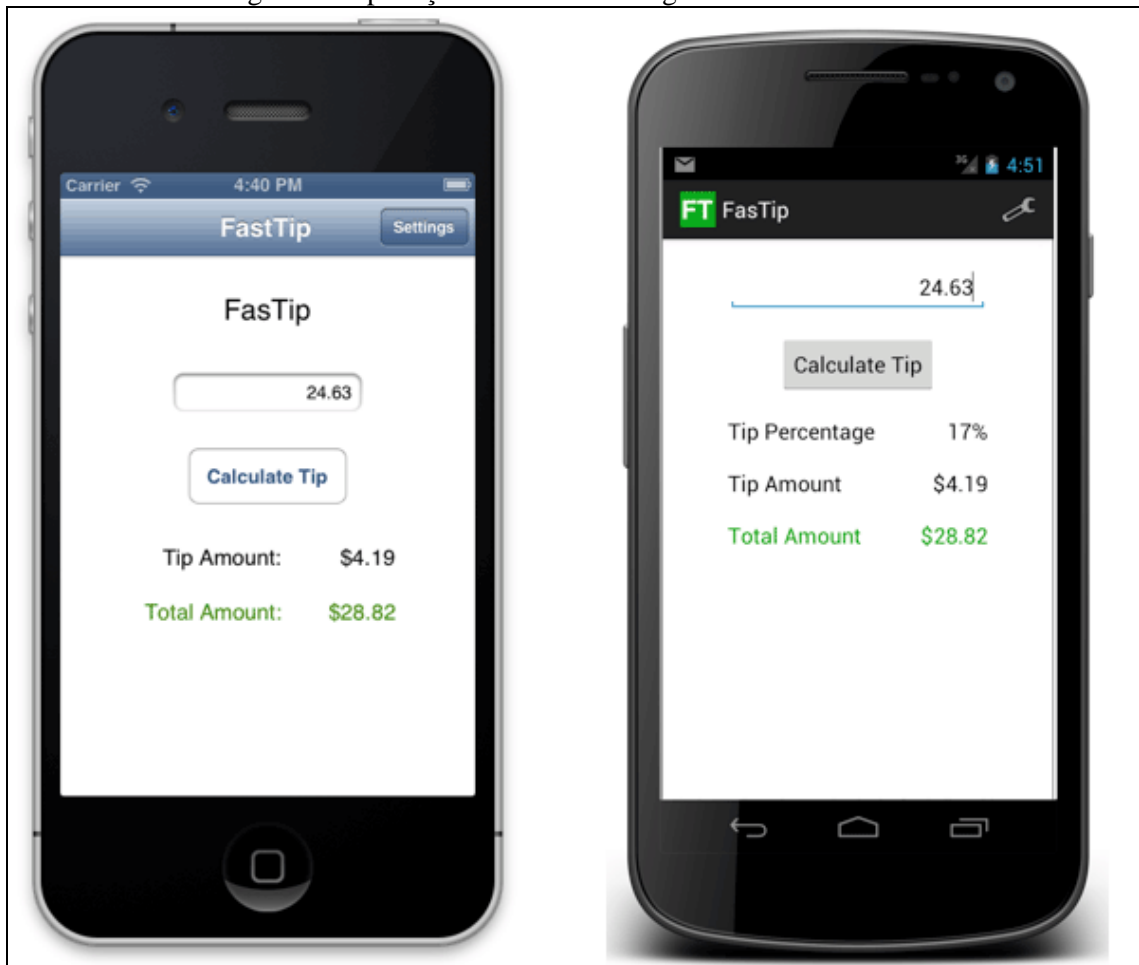 Carrier 4:40 PM
FastTip Settings
FasTip
24.63
Calculate Tip
Tip Amount: $4.19
Total Amount: $28.82
3G 4:51
FT FasTip
24.63
Calculate Tip
Tip Percentage 17%
Tip Amount $4.19
Total Amount $28.82